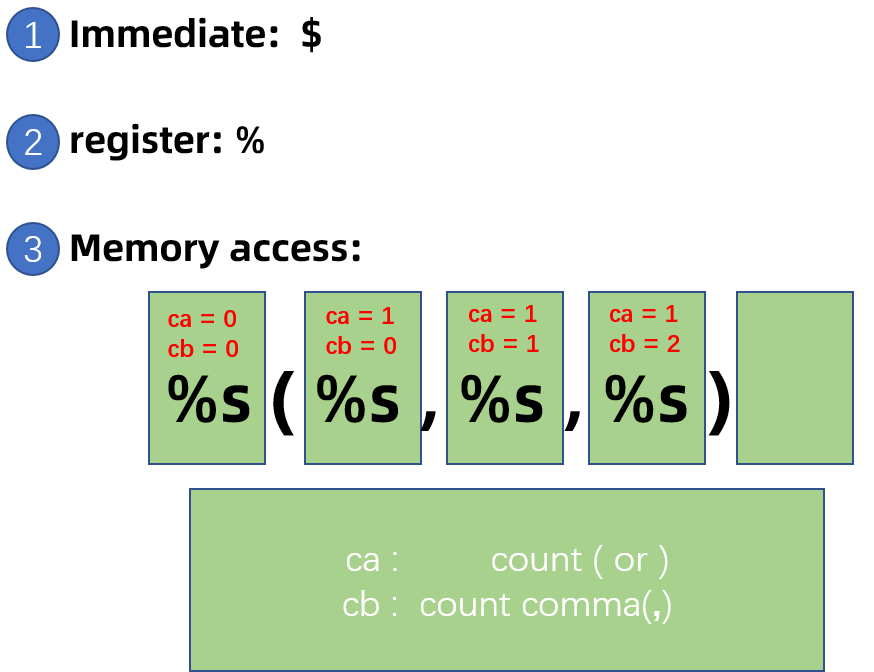 1 Immediate: $
2 register: %
3 Memory access:
ca = 0 ca = 1 ca = 1 ca = 1
cb = 0 cb = 0 cb = 1 cb = 2
%s(%s,%s,%s)
ca : count ( or )
cb : count comma(,)